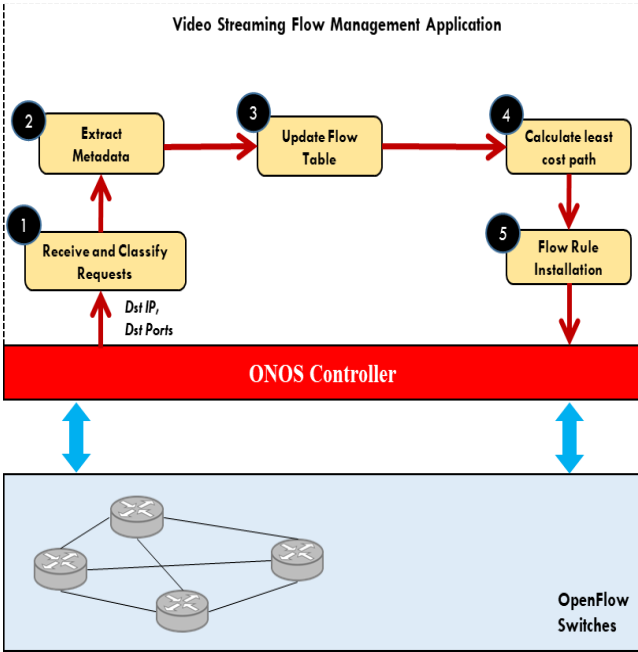 Video Streaming Flow Management Application
2
Extract
Metadata
3
Update Flow
Table
4
Calculate least
cost path
1
Receive and Classify
Requests
5
Flow Rule
Installation
Dst IP,
Dst Ports
ONOS Controller
OpenFlow
Switches